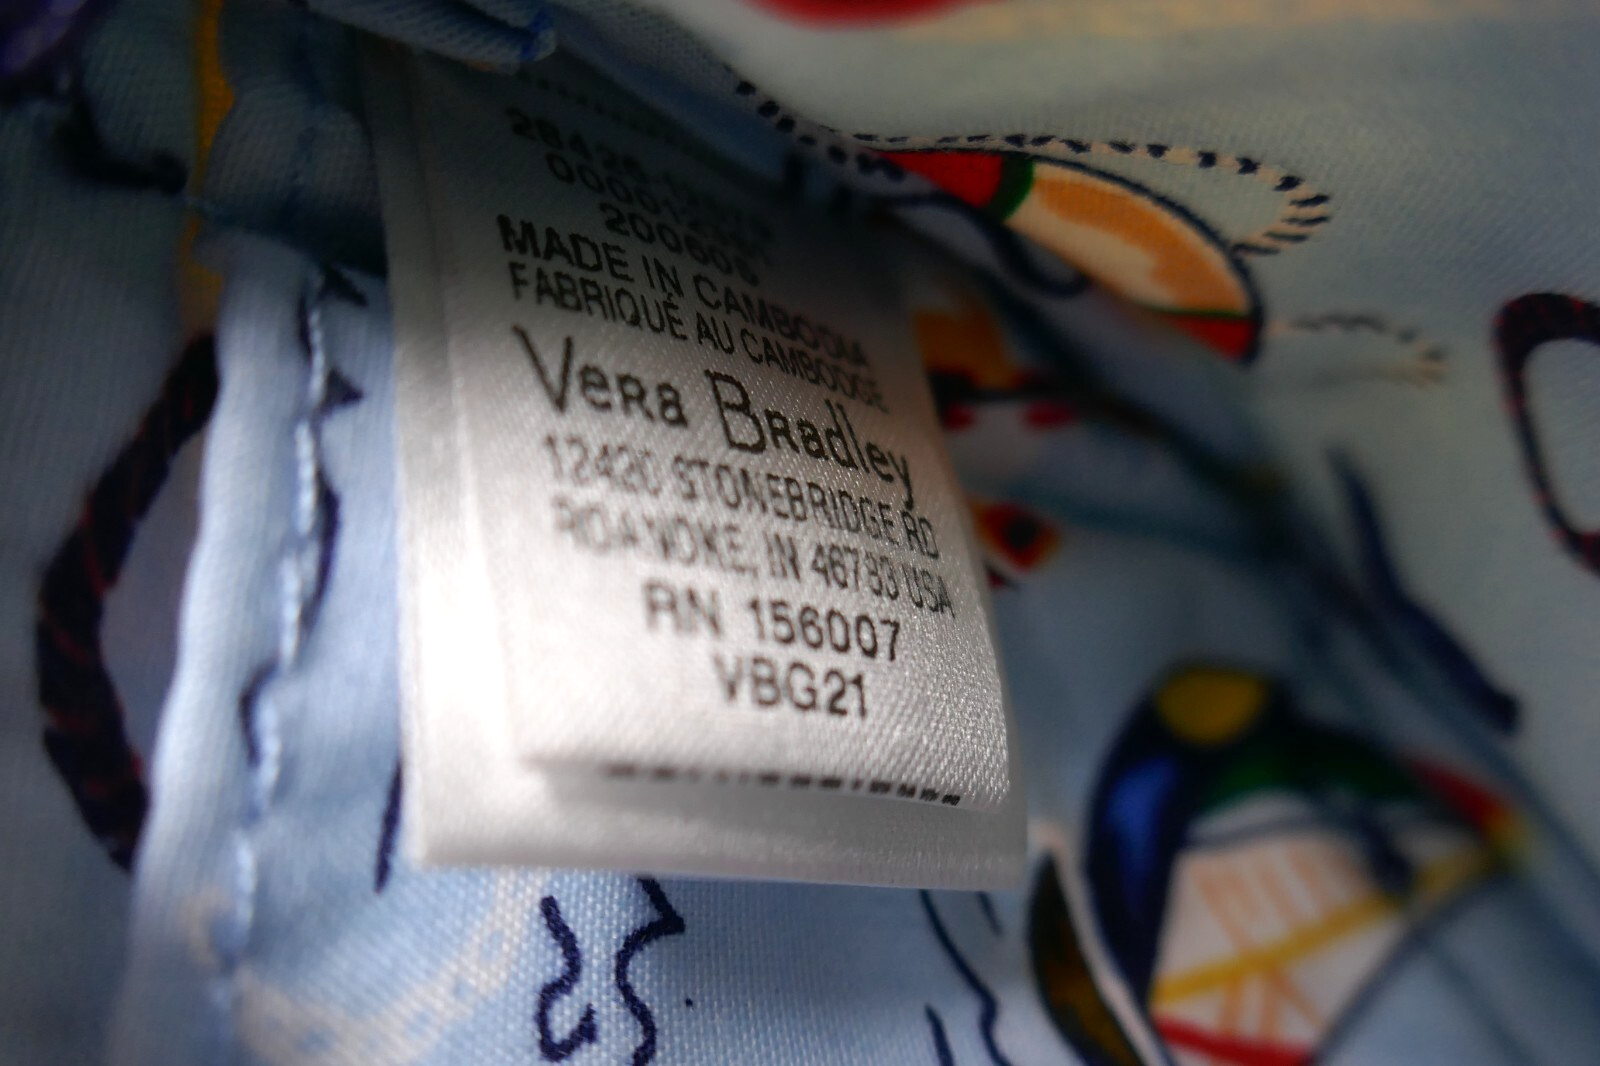 200606
MADE IN CAMBODIA
FABRIQUÉ AU CAMBODGE
Vera Bradley
12420 STONEBRIDGE RD
ROANOKE, IN 46783 USA
RN 156007
VBG21